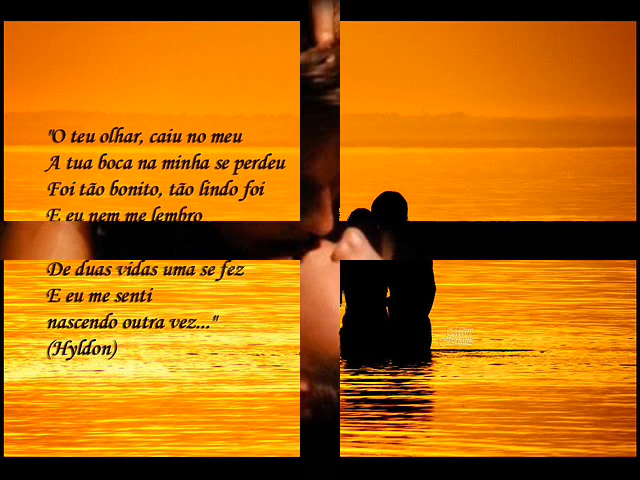 "O teu olhar, caiu no meu
A tua boca na minha se perdeu
Foi tão bonito, tão lindo foi
E eu nem me lembro
De duas vidas uma se fez
E eu me senti
nascendo outra vez..."
(Hyldon)